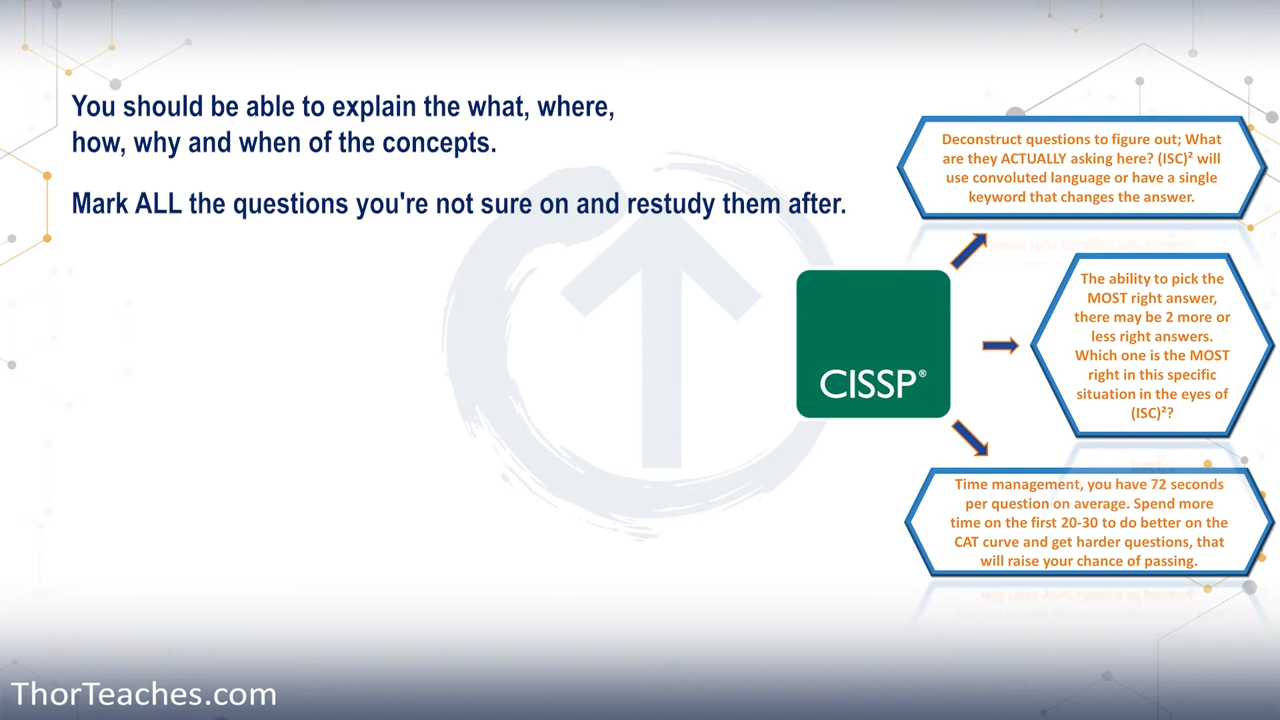 You should be able to explain the what, where,
how, why and when of the concepts.
Mark ALL the questions you're not sure on and restudy them after.
Deconstruct questions to figure out; What
are they ACTUALLY asking here? (ISC)² will
use convoluted language or have a single
keyword that changes the answer.
CISSP®
The ability to pick the
MOST right answer,
there may be 2 more or
less right answers.
Which one is the MOST
right in this specific
situation in the eyes of
(ISC)²?
Time management, you have 72 seconds
per question on average. Spend more
time on the first 20-30 to do better on the
CAT curve and get harder questions, that
will raise your chance of passing.
ThorTeaches.com